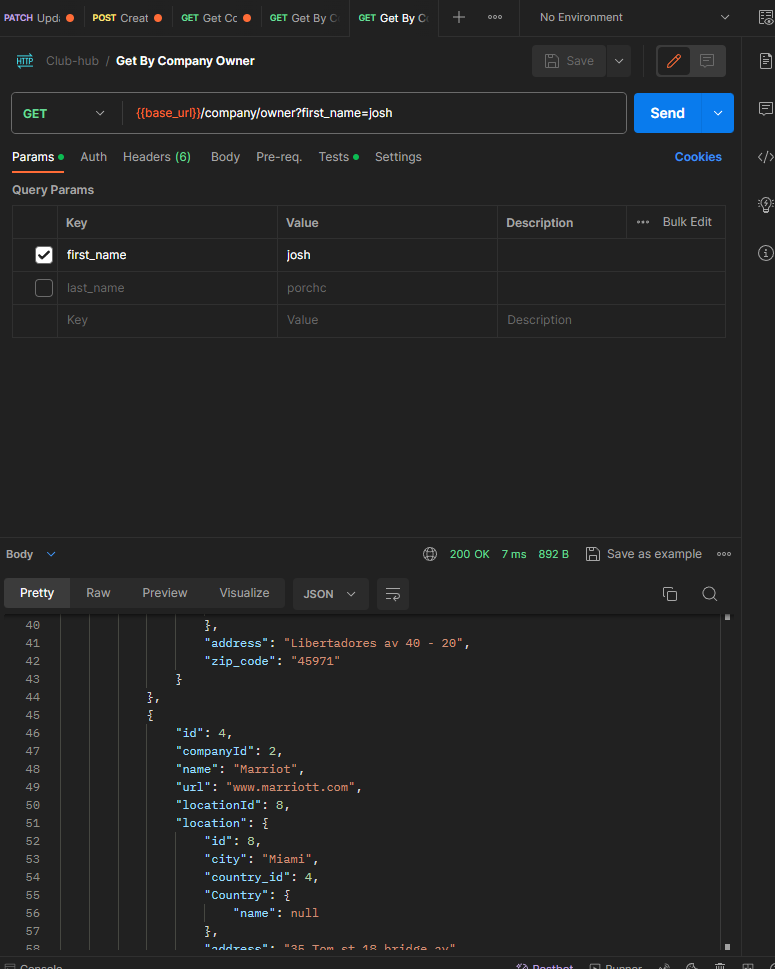 PATCH Upda POST Creat GET Get Co GET Get By C GET Get By Co No Environment
HTTP Club-hub / Get By Company Owner Save
GET {{base_url}}/company/owner?first_name=josh Send
Params Auth Headers (6) Body Pre-req. Tests Settings Cookies
Query Params
Key Value Description Bulk Edit
first_name josh
last_name porchc
Key Value Description
Body 200 OK 7 ms 892 B Save as example
Pretty Raw Preview Visualize JSON
40 },
41 "address": "Libertadores av 40 - 20",
42 "zip_code": "45971"
43 }
44 },
45 {
46 "id": 4,
47 "companyId": 2,
48 "name": "Marriot",
49 "url": "www.marriott.com",
50 "locationId": 8,
51 "location": {
52 "id": 8,
53 "city": "Miami",
54 "country_id": 4,
55 "Country": {
56 "name": null
57 },
58 "address": "35 Tom st 18 bridge av"
Console Postbot Runner